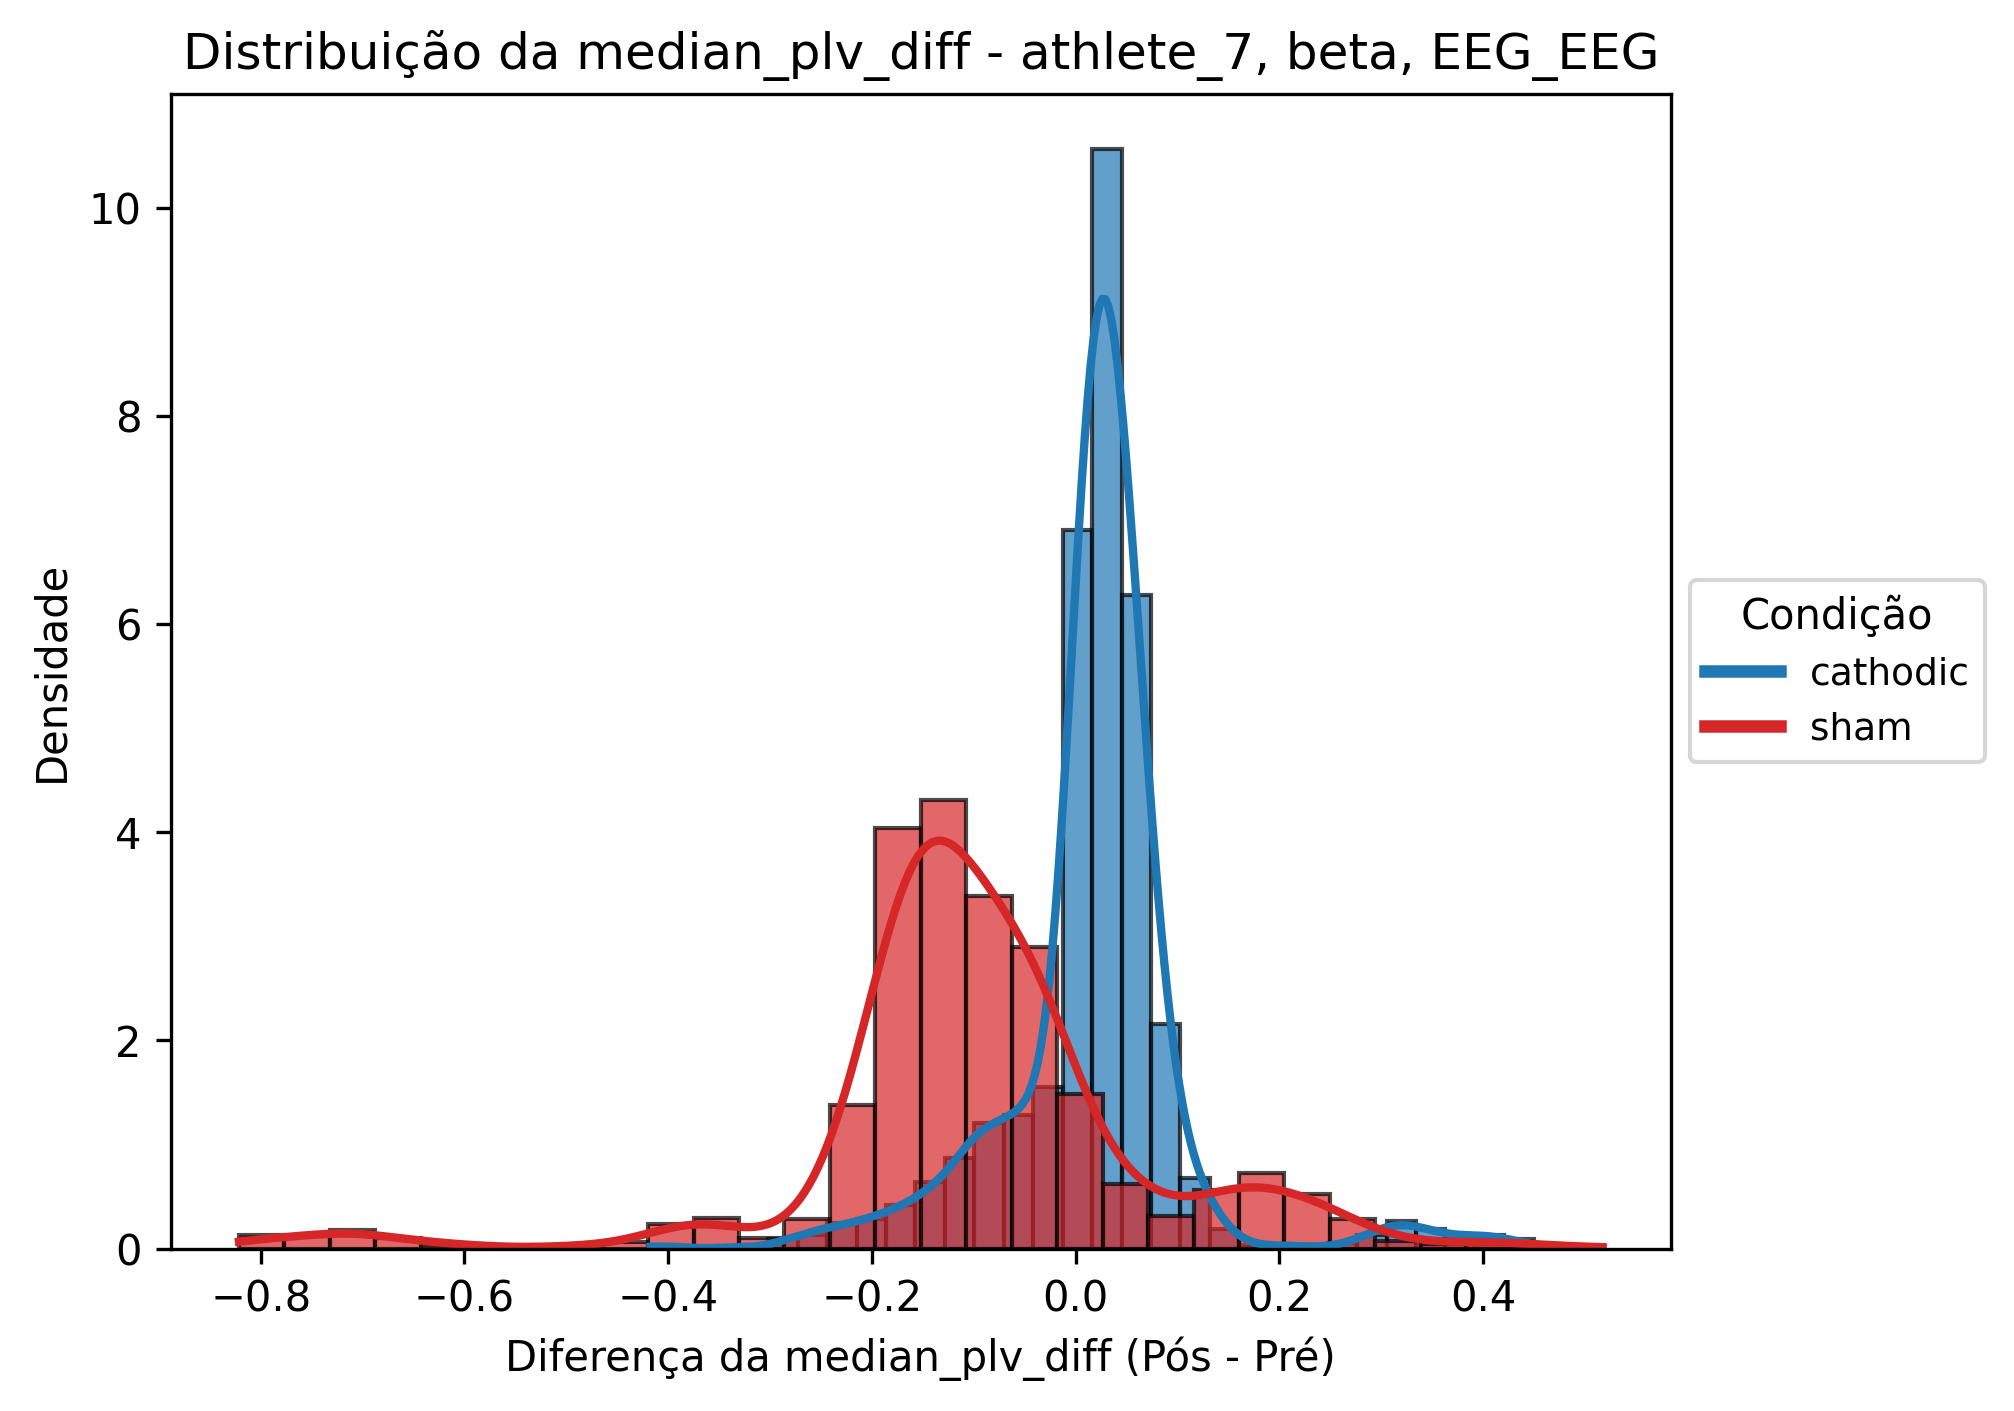 Distribuição da median_plv_diff - athlete_7, beta, EEG_EEG
Densidade
10
8
6
4
2
0
−0.8
−0.6
−0.4
−0.2
0.0
0.2
0.4
Diferença da median_plv_diff (Pós - Pré)
Condição
cathodic
sham